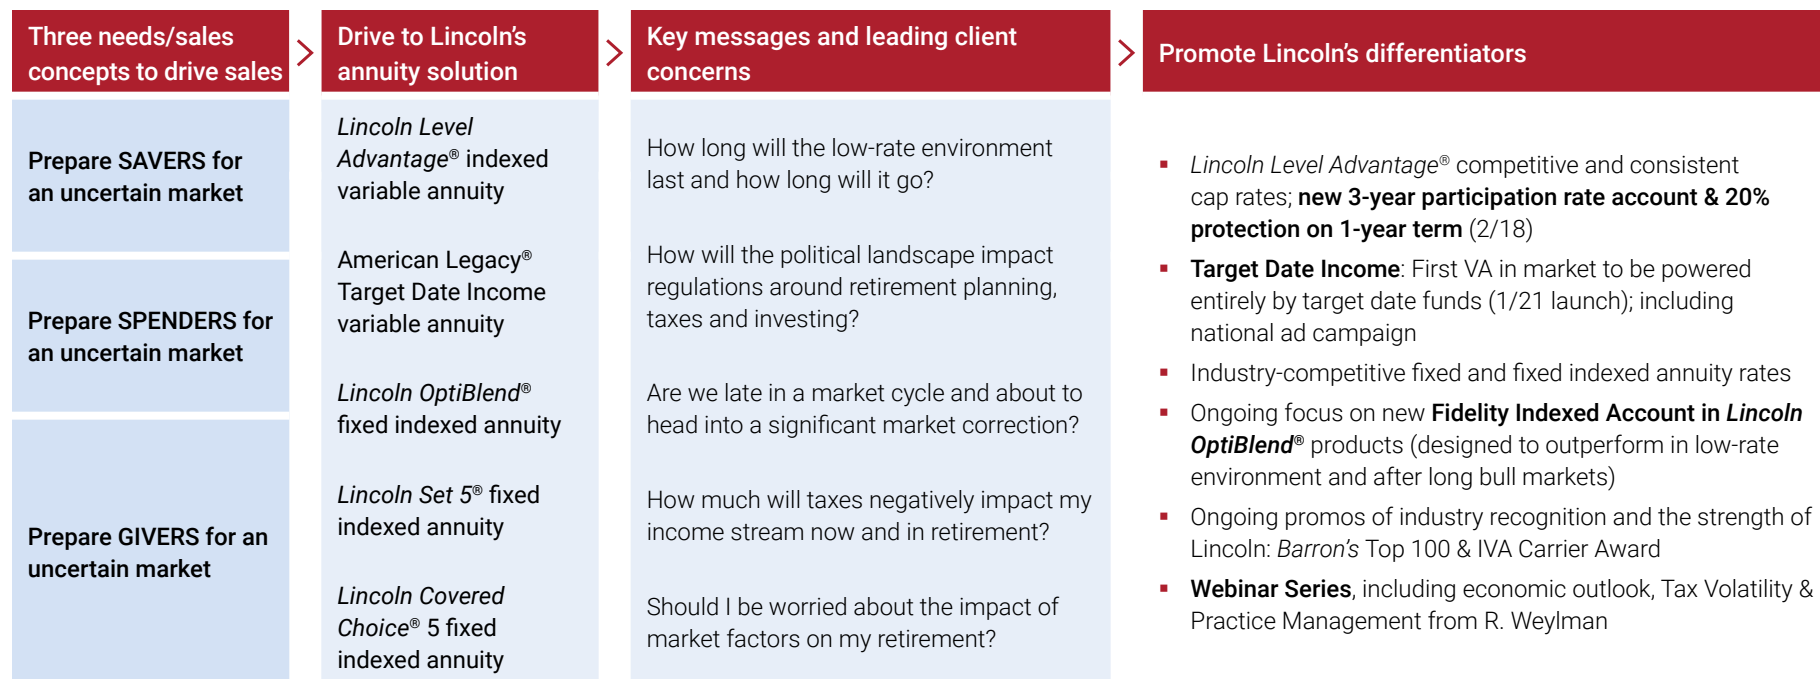 Three needs/sales
concepts to drive sales
Drive to Lincoln's
annuity solution
Key messages and leading client
concerns
Promote Lincoln's differentiators
Prepare SAVERS for
an uncertain market
Prepare SPENDERS for
an uncertain market
Prepare GIVERS for an
uncertain market
Lincoln Level
Advantage® indexed
variable annuity
American Legacy®
Target Date Income
variable annuity
Lincoln OptiBlend®
fixed indexed annuity
Lincoln Set 5® fixed
indexed annuity
Lincoln Covered
Choice® 5 fixed
indexed annuity
How long will the low-rate environment
last and how long will it go?
How will the political landscape impact
regulations around retirement planning,
taxes and investing?
Are we late in a market cycle and about to
head into a significant market correction?
How much will taxes negatively impact my
income stream now and in retirement?
Should I be worried about the impact of
market factors on my retirement?
▪ Lincoln Level Advantage® competitive and consistent
cap rates; new 3-year participation rate account & 20%
protection on 1-year term (2/18)
▪ Target Date Income: First VA in market to be powered
entirely by target date funds (1/21 launch); including
national ad campaign
▪ Industry-competitive fixed and fixed indexed annuity rates
▪ Ongoing focus on new Fidelity Indexed Account in Lincoln
OptiBlend® products (designed to outperform in low-rate
environment and after long bull markets)
▪ Ongoing promos of industry recognition and the strength of
Lincoln: Barron's Top 100 & IVA Carrier Award
▪ Webinar Series, including economic outlook, Tax Volatility &
Practice Management from R. Weylman